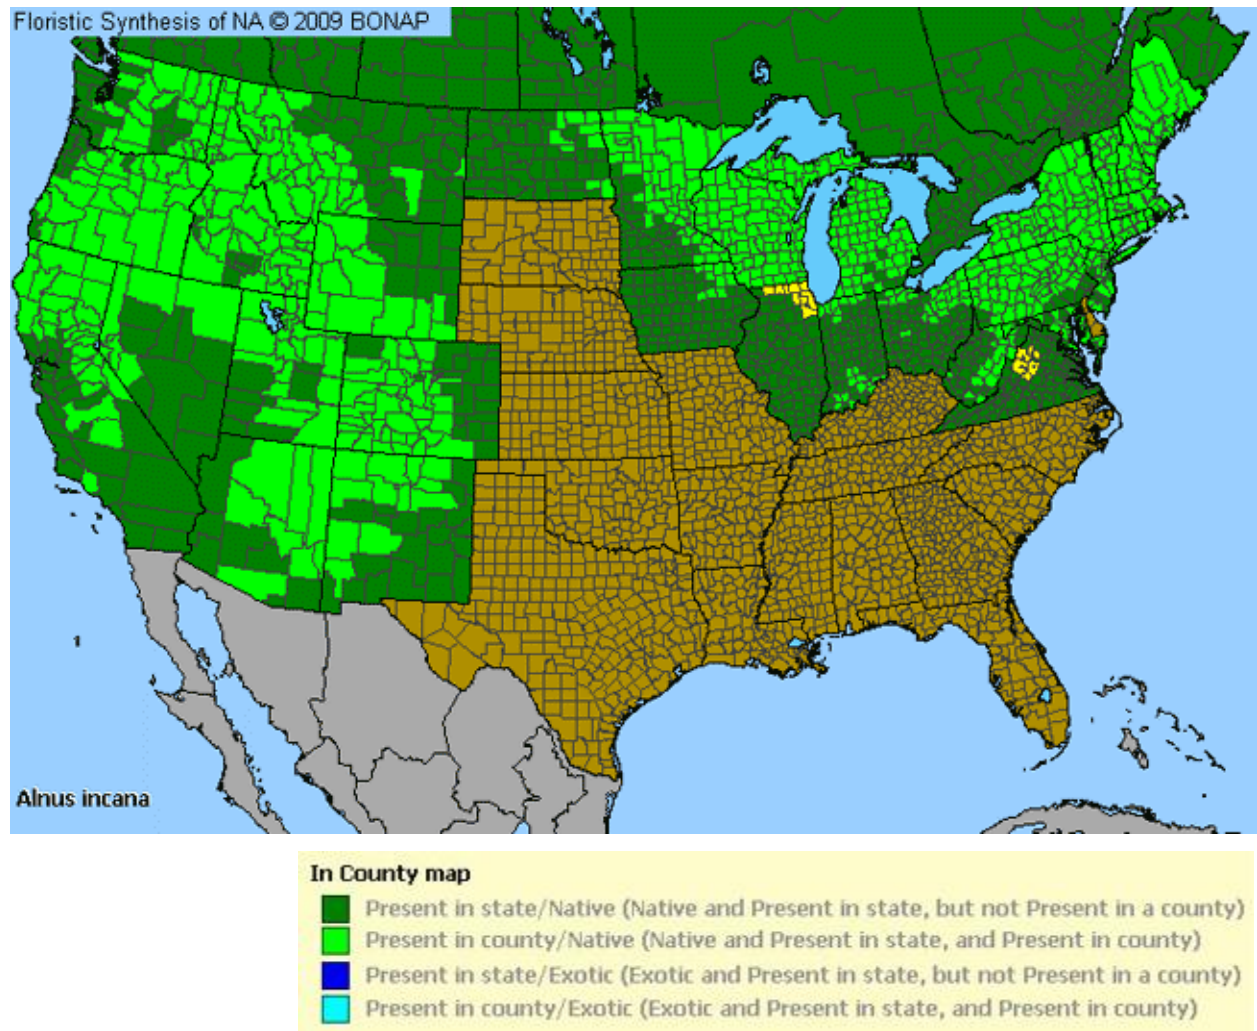 Floristic Synthesis of NA © 2009 BONAP
Alnus incana
In County map
Present in state/Native (Native and Present in state, but not Present in a county)
Present in county/Native (Native and Present in state, and Present in county)
Present in state/Exotic (Exotic and Present in state, but not Present in a county)
Present in county/Exotic (Exotic and Present in state, and Present in county)